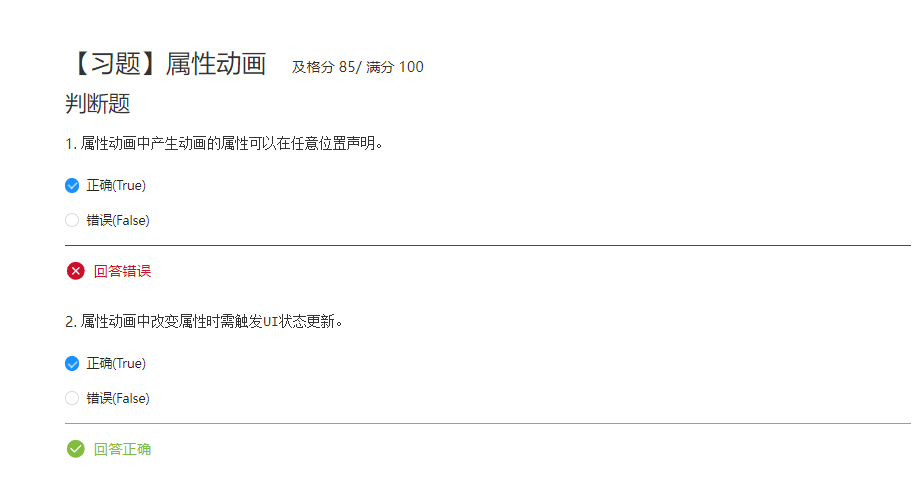 【习题】属性动画 及格分 85/ 满分 100
判断题
1. 属性动画中产生动画的属性可以在任意位置声明。
正确(True)
错误(False)
回答错误
2. 属性动画中改变属性时需触发UI状态更新。
正确(True)
错误(False)
回答正确